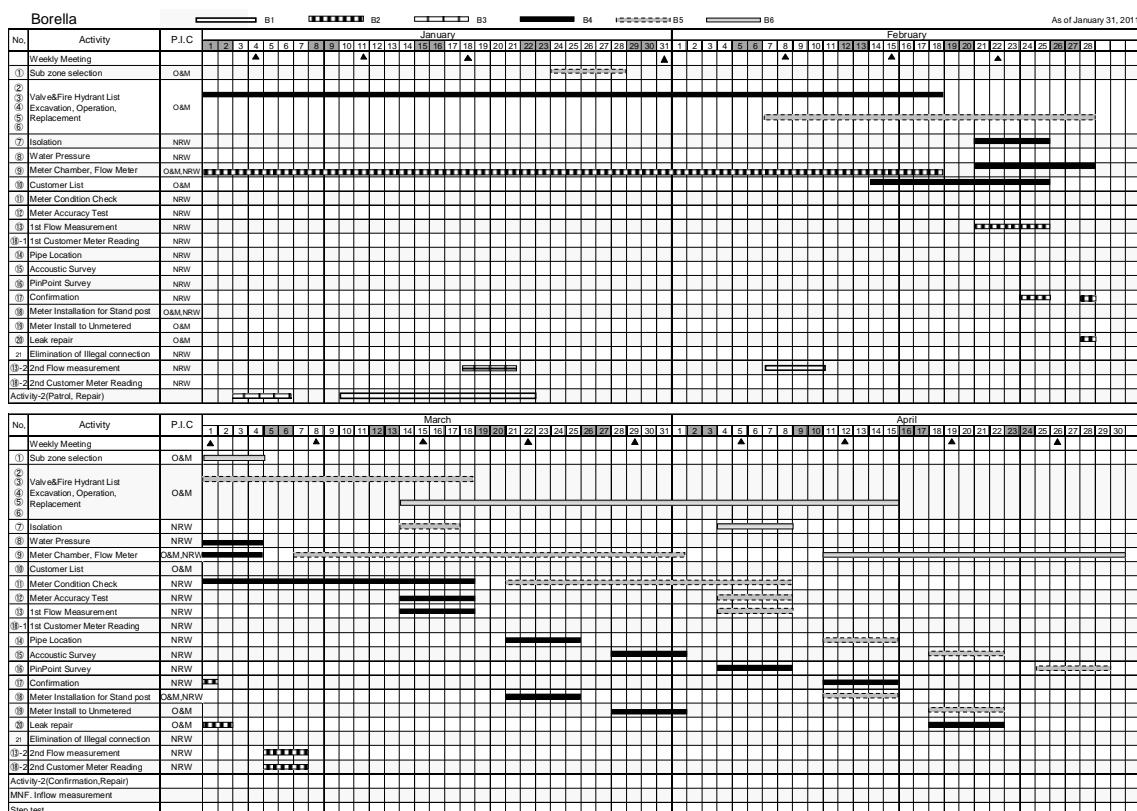 Borella B1 B2 B3 B4 B5 B6 As of January 31, 2011
No, Activity P.I.C January February
1 2 3 4 5 6 7 8 9 10 11 12 13 14 15 16 17 18 19 20 21 22 23 24 25 26 27 28 29 30 31 1 2 3 4 5 6 7 8 9 10 11 12 13 14 15 16 17 18 19 20 21 22 23 24 25 26 27 28
Weekly Meeting
① Sub zone selection O&M
②
③ Valve&Fire Hydrant List
④ Excavation, Operation, O&M
⑤ Replacement
⑥
⑦ Isolation NRW
⑧ Water Pressure NRW
⑨ Meter Chamber, Flow Meter O&M,NRW
⑩ Customer List O&M
⑪ Meter Condition Check NRW
⑫ Meter Accuracy Test NRW
⑬ 1st Flow Measurement NRW
⑱-1 1st Customer Meter Reading NRW
⑭ Pipe Location NRW
⑮ Accoustic Survey NRW
⑯ PinPoint Survey NRW
⑰ Confirmation NRW
⑱ Meter Installation for Stand post O&M,NRW
⑲ Meter Install to Unmetered O&M
⑳ Leak repair O&M
21 Elimination of Illegal connection NRW
⑬-2 2nd Flow measurement NRW
⑱-2 2nd Customer Meter Reading NRW
Activity-2(Patrol, Repair)
No, Activity P.I.C March April
1 2 3 4 5 6 7 8 9 10 11 12 13 14 15 16 17 18 19 20 21 22 23 24 25 26 27 28 29 30 31 1 2 3 4 5 6 7 8 9 10 11 12 13 14 15 16 17 18 19 20 21 22 23 24 25 26 27 28 29 30
Weekly Meeting
① Sub zone selection O&M
②
③ Valve&Fire Hydrant List
④ Excavation, Operation, O&M
⑤ Replacement
⑥
⑦ Isolation NRW
⑧ Water Pressure NRW
⑨ Meter Chamber, Flow Meter O&M,NRW
⑩ Customer List O&M
⑪ Meter Condition Check NRW
⑫ Meter Accuracy Test NRW
⑬ 1st Flow Measurement NRW
⑱-1 1st Customer Meter Reading NRW
⑭ Pipe Location NRW
⑮ Accoustic Survey NRW
⑯ PinPoint Survey NRW
⑰ Confirmation NRW
⑱ Meter Installation for Stand post O&M,NRW
⑲ Meter Install to Unmetered O&M
⑳ Leak repair O&M
21 Elimination of Illegal connection NRW
⑬-2 2nd Flow measurement NRW
⑱-2 2nd Customer Meter Reading NRW
Activity-2(Confirmation,Repair)
MNF. Inflow measurement
Step test